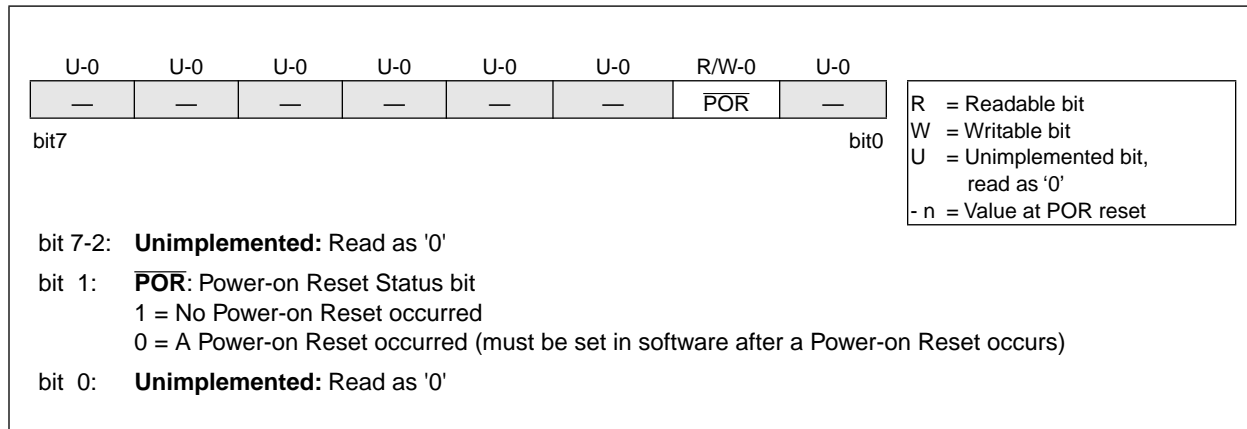 U-0 U-0 U-0 U-0 U-0 U-0 R/W-0 U-0
— — — — — — P̅O̅R̅ —
bit7 bit0
R = Readable bit
W = Writable bit
U = Unimplemented bit,
read as ‘0’
- n = Value at POR reset
bit 7-2: Unimplemented: Read as '0'
bit 1: P̅O̅R̅: Power-on Reset Status bit
1 = No Power-on Reset occurred
0 = A Power-on Reset occurred (must be set in software after a Power-on Reset occurs)
bit 0: Unimplemented: Read as '0'